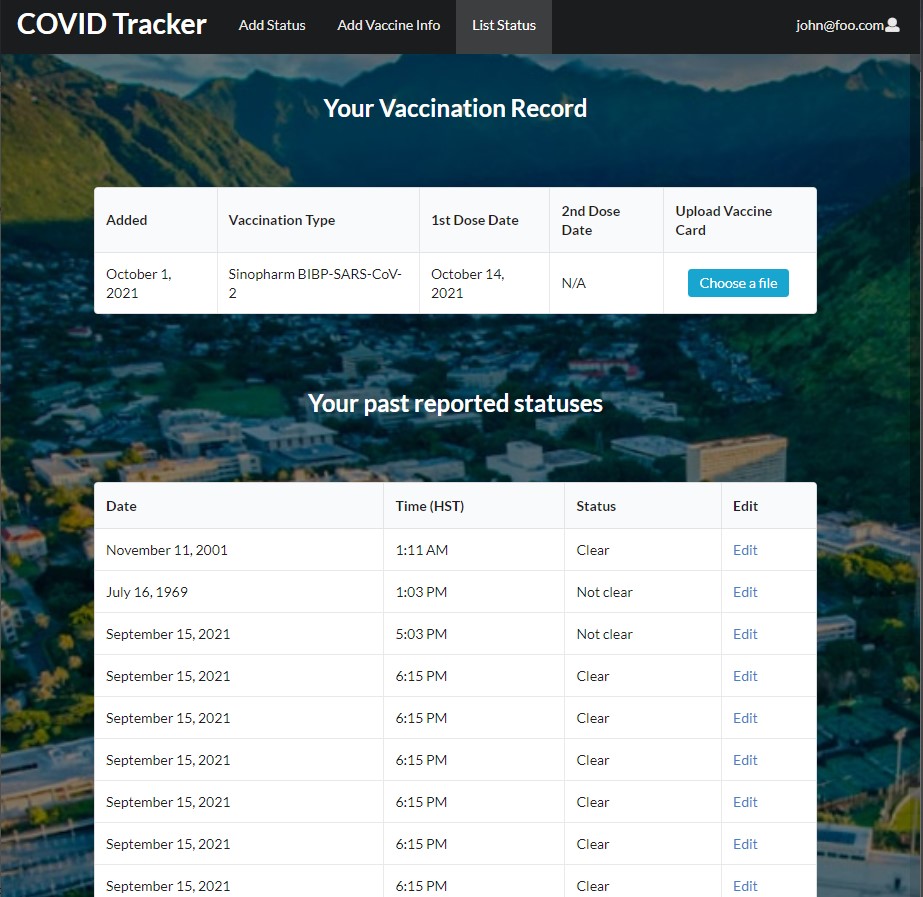 COVID Tracker Add Status Add Vaccine Info List Status john@foo.com
Your Vaccination Record
Added Vaccination Type 1st Dose Date 2nd Dose Date Upload Vaccine Card
October 1, 2021 Sinopharm BIBP-SARS-CoV-2 October 14, 2021 N/A Choose a file
Your past reported statuses
Date Time (HST) Status Edit
November 11, 2001 1:11 AM Clear Edit
July 16, 1969 1:03 PM Not clear Edit
September 15, 2021 5:03 PM Not clear Edit
September 15, 2021 6:15 PM Clear Edit
September 15, 2021 6:15 PM Clear Edit
September 15, 2021 6:15 PM Clear Edit
September 15, 2021 6:15 PM Clear Edit
September 15, 2021 6:15 PM Clear Edit
September 15, 2021 6:15 PM Clear Edit